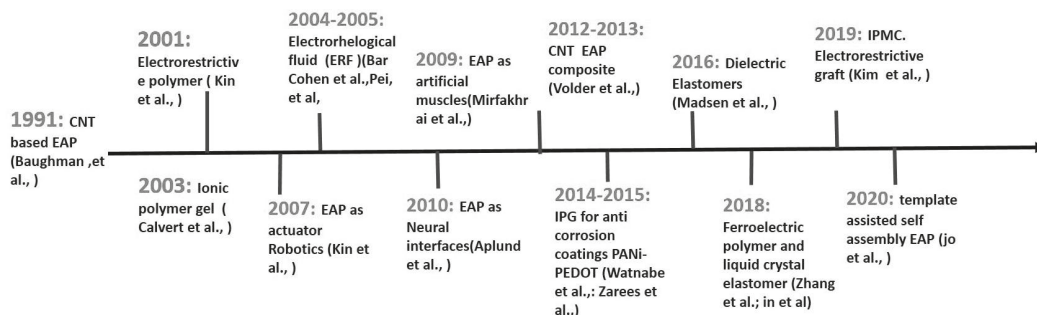 1991: CNT
based EAP
(Baughman ,et
al., )
2001:
Electrorestrictiv
e polymer ( Kin
et al., )
2003: Ionic
polymer gel (
Calvert et al., )
2004-2005:
Electrorhelogical
fluid (ERF )(Bar
Cohen et al.,Pei,
et al,
2007: EAP as
actuator
Robotics (Kin et
al., )
2009: EAP as
artificial
muscles(Mirfakhr
ai et al.,)
2010: EAP as
Neural
interfaces(Aplund
et al., )
2012-2013:
CNT EAP
composite
(Volder et al.,)
2014-2015:
IPG for anti
corrosion
coatings PANi-
PEDOT (Watnabe
et al.,: Zarees et
al.,)
2016: Dielectric
Elastomers
(Madsen et al., )
2018:
Ferroelectric
polymer and
liquid crystal
elastomer (Zhang
et al.; in et al)
2019: IPMC.
Electrorestrictive
graft (Kim et al., )
2020: template
assisted self
assembly EAP (jo
et al., )